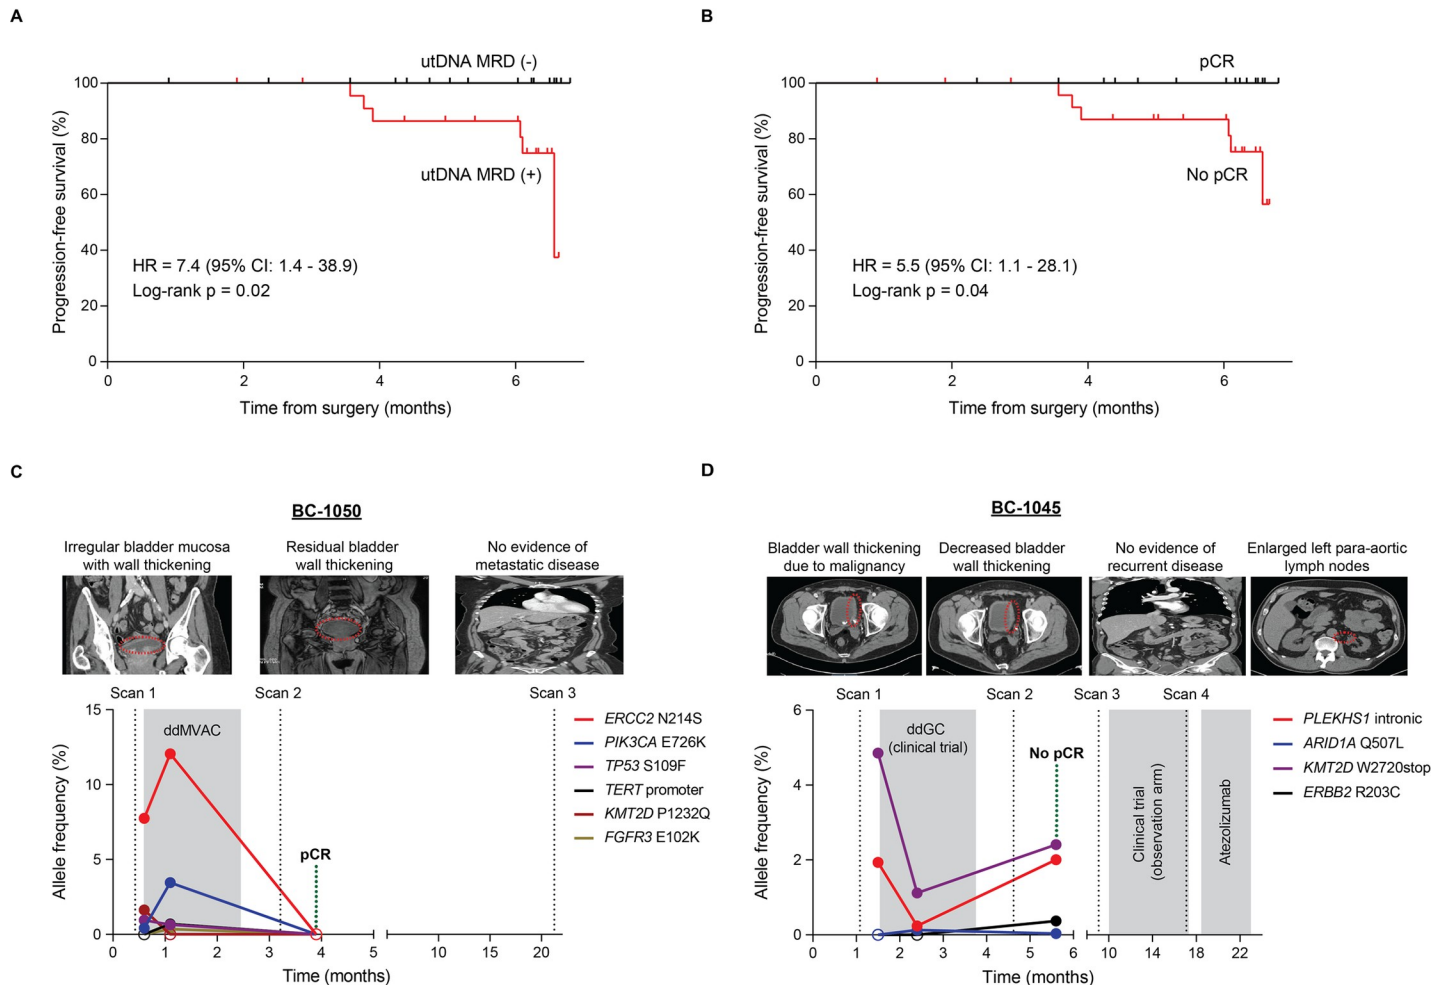 A
B
utDNA MRD (-)
utDNA MRD (+)
HR = 7.4 (95% CI: 1.4 - 38.9)
Log-rank p = 0.02
Progression-free survival (%)
100
80
60
40
20
0
0 2 4 6
Time from surgery (months)
pCR
No pCR
HR = 5.5 (95% CI: 1.1 - 28.1)
Log-rank p = 0.04
Progression-free survival (%)
100
80
60
40
20
0
0 2 4 6
Time from surgery (months)
C
BC-1050
Irregular bladder mucosa
with wall thickening
Residual bladder
wall thickening
No evidence of
metastatic disease
Scan 1 Scan 2 Scan 3
ddMVAC
pCR
Allele frequency (%)
15
10
5
0
0 1 2 3 4 5 10 15 20
Time (months)
ERCC2 N214S
PIK3CA E726K
TP53 S109F
TERT promoter
KMT2D P1232Q
FGFR3 E102K
D
BC-1045
Bladder wall thickening
due to malignancy
Decreased bladder
wall thickening
No evidence of
recurrent disease
Enlarged left para-aortic
lymph nodes
Scan 1 Scan 2 Scan 3 Scan 4
ddGC
(clinical trial)
No pCR
Clinical trial
(observation arm)
Atezolizumab
Allele frequency (%)
6
4
2
0
0 1 2 3 4 5 6 10 14 18 22
Time (months)
PLEKHS1 intronic
ARID1A Q507L
KMT2D W2720stop
ERBB2 R203C